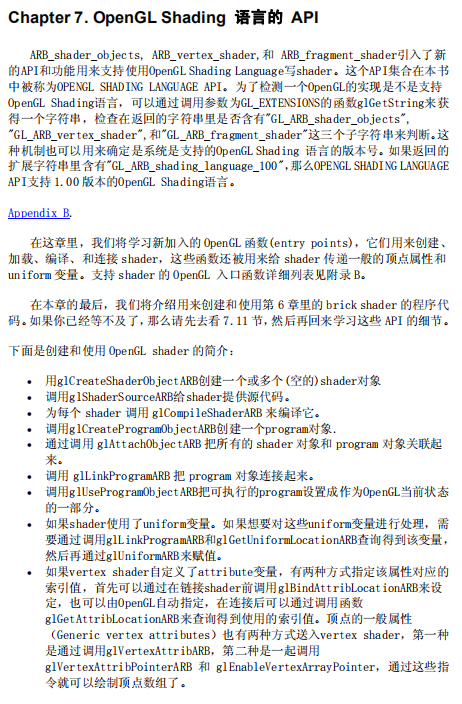 Chapter 7. OpenGL Shading 语言的 API
ARB_shader_objects, ARB_vertex_shader,和 ARB_fragment_shader引入了新
的API和功能用来支持使用OpenGL Shading Language写shader。这个API集合在本书
中被称为OPENGL SHADING LANGUAGE API。为了检测一个OpenGL的实现是不是支持
OpenGL Shading语言，可以通过调用参数为GL_EXTENSIONS的函数glGetString来获
得一个字符串，检查在返回的字符串里是否含有"GL_ARB_shader_objects",
"GL_ARB_vertex_shader",和"GL_ARB_fragment_shader"这三个子字符串来判断。这
种机制也可以用来确定是系统是支持的OpenGL Shading 语言的版本号。如果返回的
扩展字符串里含有"GL_ARB_shading_language_100",那么OPENGL SHADING LANGUAGE
API支持 1.00 版本的OpenGL Shading语言。
Appendix B.
在这章里，我们将学习新加入的 OpenGL 函数(entry points)，它们用来创建、
加载、编译、和连接 shader，这些函数还被用来给 shader 传递一般的顶点属性和
uniform 变量。支持 shader 的 OpenGL 入口函数详细列表见附录 B。
在本章的最后，我们将介绍用来创建和使用第 6 章里的 brick shader 的程序代
码。如果你已经等不及了，那么请先去看 7.11 节，然后再回来学习这些 API 的细节。
下面是创建和使用 OpenGL shader 的简介：
• 用glCreateShaderObjectARB创建一个或多个(空的)shader对象
• 调用glShaderSourceARB给shader提供源代码。
• 为每个 shader 调用 glCompileShaderARB 来编译它。
• 调用glCreateProgramObjectARB创建一个program对象.
• 通过调用 glAttachObjectARB 把所有的 shader 对象和 program 对象关联起
来。
• 调用 glLinkProgramARB 把 program 对象连接起来。
• 调用glUseProgramObjectARB把可执行的program设置成作为OpenGL当前状态
的一部分。
• 如果shader使用了uniform变量。如果想要对这些uniform变量进行处理，需
要通过调用glLinkProgramARB和glGetUniformLocationARB查询得到该变量，
然后再通过glUniformARB来赋值。
• 如果vertex shader自定义了attribute变量，有两种方式指定该属性对应的
索引值，首先可以通过在链接shader前调用glBindAttribLocationARB来设
定，也可以由OpenGL自动指定，在连接后可以通过调用函数
glGetAttribLocationARB来查询得到使用的索引值。顶点的一般属性
（Generic vertex attributes）也有两种方式送入vertex shader，第一种
是通过调用glVertexAttribARB，第二种是一起调用
glVertexAttribPointerARB 和 glEnableVertexArrayPointer，通过这些指
令就可以绘制顶点数组了。